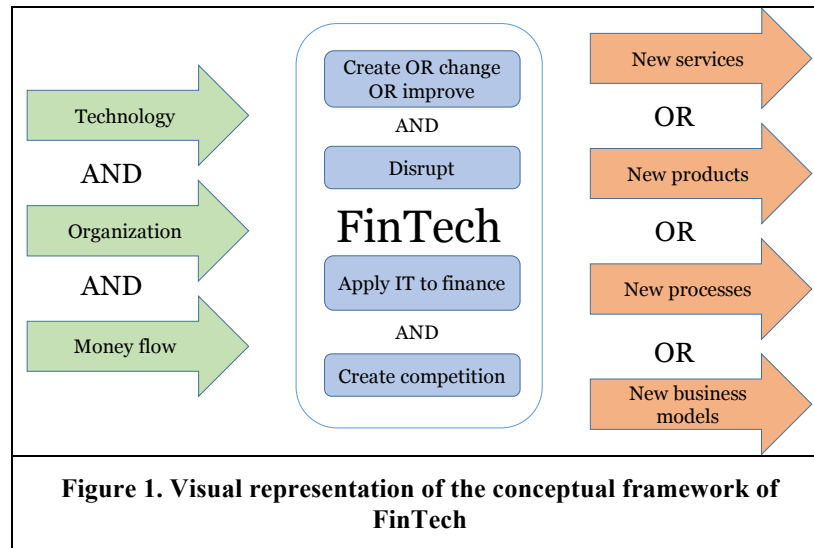 Technology
AND
Organization
AND
Money flow
Create OR change
OR improve
AND
Disrupt
FinTech
Apply IT to finance
AND
Create competition
New services
OR
New products
OR
New processes
OR
New business
models
Figure 1. Visual representation of the conceptual framework of
FinTech